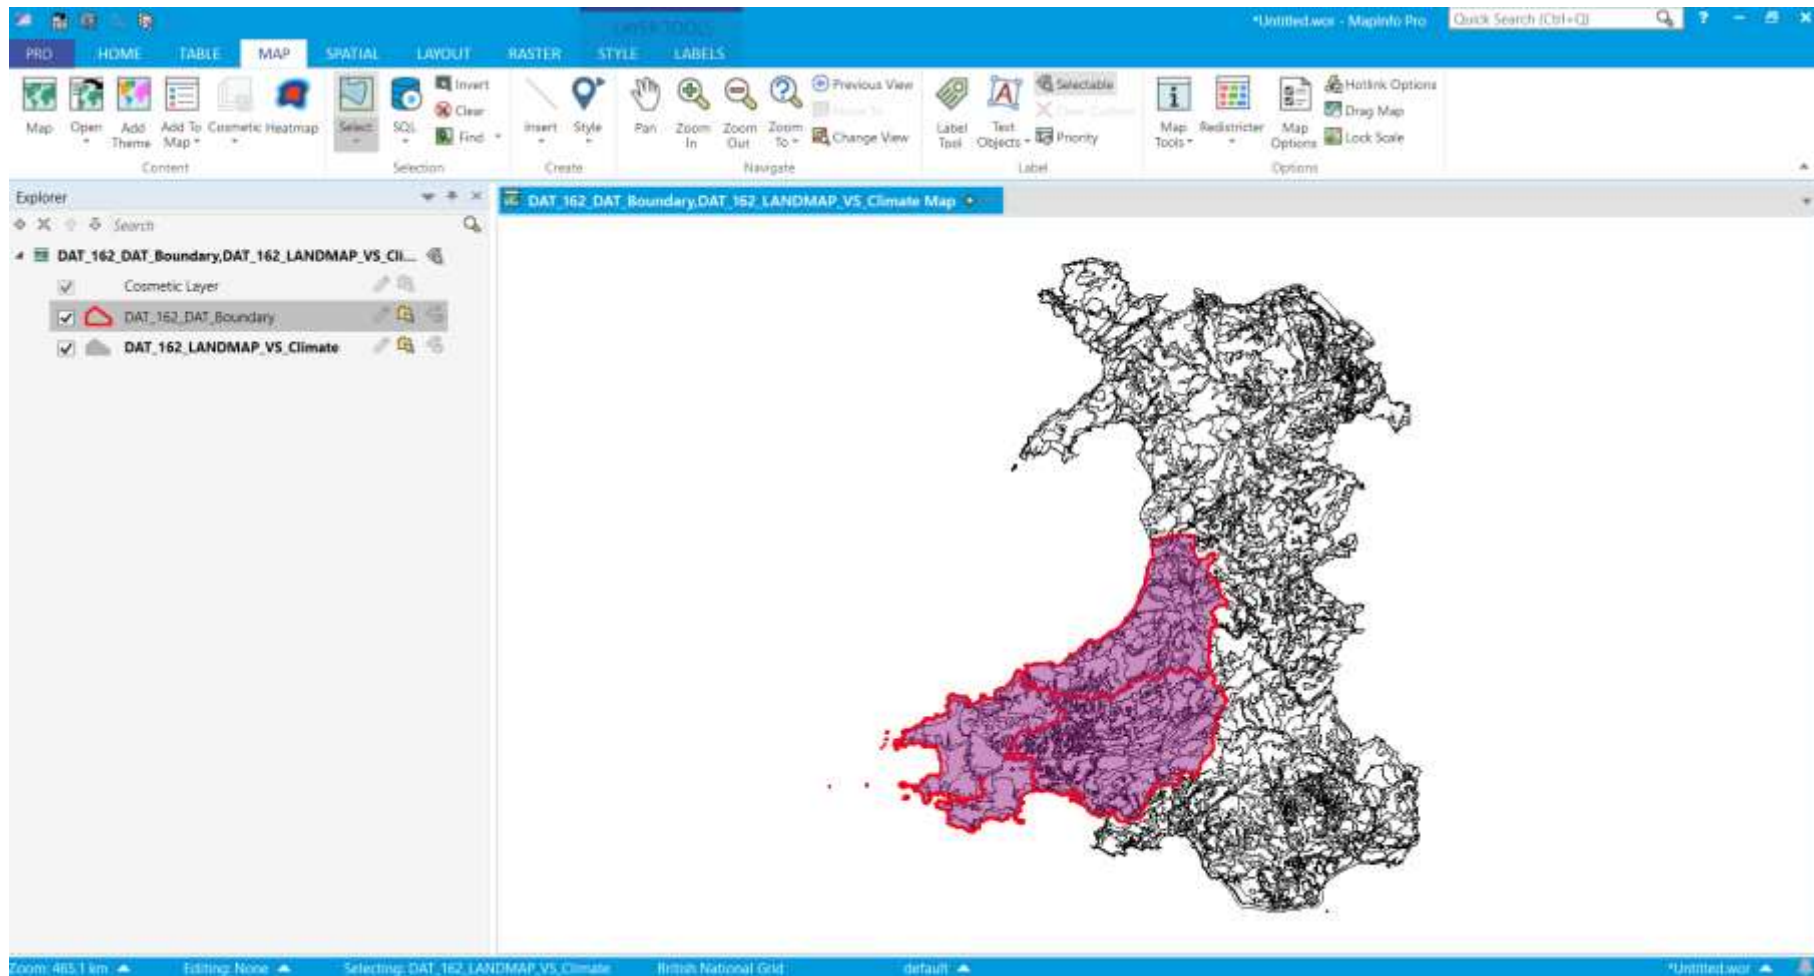 LAYER TOOLS
*Untitled.wor - MapInfo Pro
Quick Search (Ctrl+Q)
?
PRO HOME TABLE MAP SPATIAL LAYOUT RASTER STYLE LABELS
Map Open Add Theme Add To Map Cosmetic Heatmap
Content
Select SQL Invert Clear Find
Selection
Insert Style
Create
Pan Zoom In Zoom Out Zoom To Previous View Change View
Navigate
Label Tool Text Objects Selectable Priority
Label
Map Tools Redistricter Map Options Hotlink Options Drag Map Lock Scale
Options
Explorer
DAT_162_DAT_Boundary,DAT_162_LANDMAP_VS_Climate Map
Search
DAT_162_DAT_Boundary,DAT_162_LANDMAP_VS_Cli...
Cosmetic Layer
DAT_162_DAT_Boundary
DAT_162_LANDMAP_VS_Climate
Zoom: 465.1 km Editing: None Selecting: DAT_162_LANDMAP_VS_Climate British National Grid default *Untitled.wor